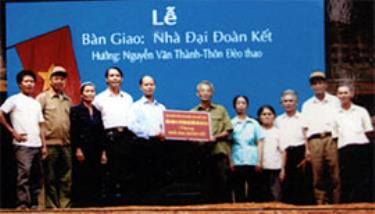 Lễ
Bàn Giao: Nhà Đại Đoàn Kết
Hướng: Nguyễn Văn Thành-Thôn Đèo thao